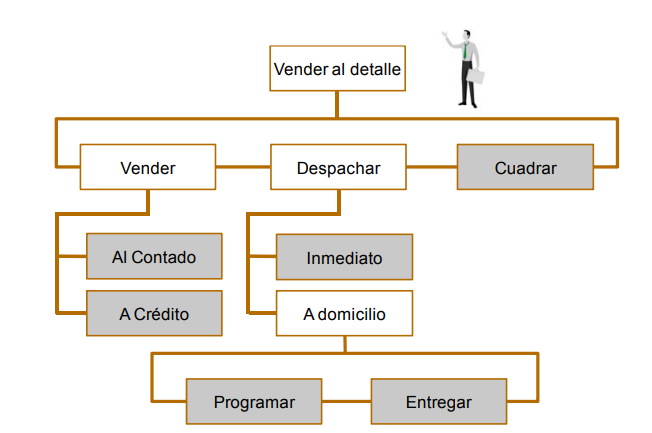 Vender al detalle
Vender
Despachar
Cuadrar
Al Contado
Inmediato
A Crédito
A domicilio
Programar
Entregar